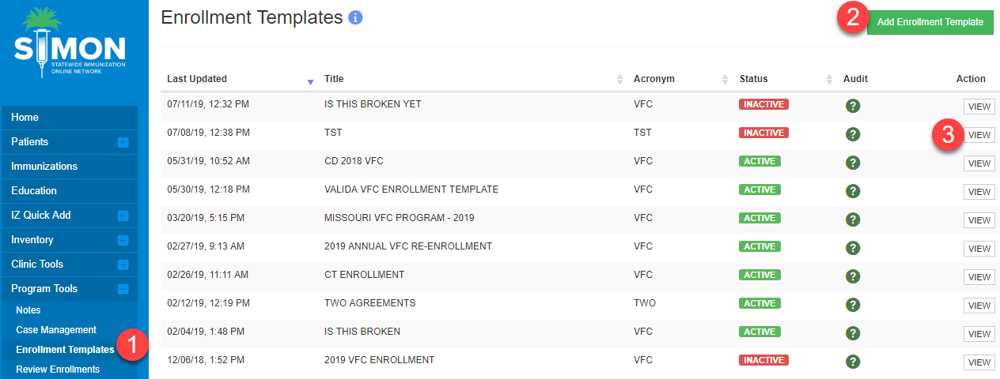 SIMON
STATEWIDE IMMUNIZATION
ONLINE NETWORK
Home
Patients
Immunizations
Education
IZ Quick Add
Inventory
Clinic Tools
Program Tools
Notes
Case Management
Enrollment Templates 1
Review Enrollments
Enrollment Templates i
2 Add Enrollment Template
Last Updated Title Acronym Status Audit Action
07/11/19, 12:32 PM IS THIS BROKEN YET VFC INACTIVE ? VIEW
07/08/19, 12:38 PM TST TST INACTIVE ? 3 VIEW
05/31/19, 10:52 AM CD 2018 VFC VFC ACTIVE ? VIEW
05/30/19, 12:18 PM VALIDA VFC ENROLLMENT TEMPLATE VFC ACTIVE ? VIEW
03/20/19, 5:15 PM MISSOURI VFC PROGRAM - 2019 VFC ACTIVE ? VIEW
02/27/19, 9:13 AM 2019 ANNUAL VFC RE-ENROLLMENT VFC ACTIVE ? VIEW
02/26/19, 11:11 AM CT ENROLLMENT VFC ACTIVE ? VIEW
02/12/19, 12:19 PM TWO AGREEMENTS TWO ACTIVE ? VIEW
02/04/19, 1:48 PM IS THIS BROKEN VFC ACTIVE ? VIEW
12/06/18, 1:52 PM 2019 VFC ENROLLMENT VFC INACTIVE ? VIEW